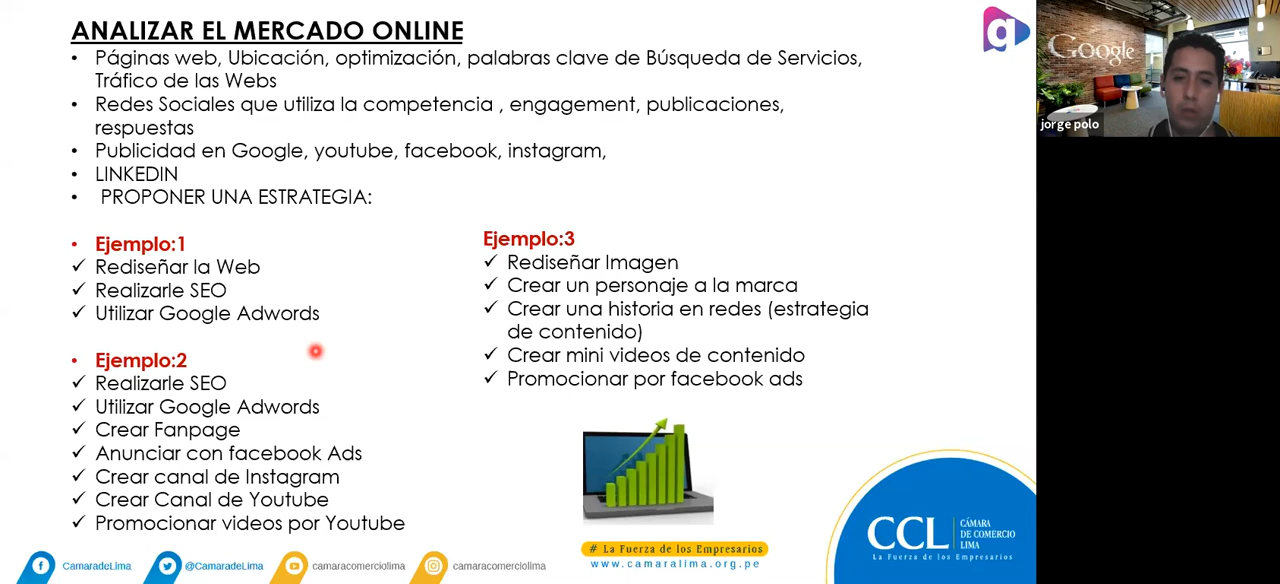 ANALIZAR EL MERCADO ONLINE
• Páginas web, Ubicación, optimización, palabras clave de Búsqueda de Servicios,
Tráfico de las Webs
• Redes Sociales que utiliza la competencia , engagement, publicaciones,
respuestas
• Publicidad en Google, youtube, facebook, instagram,
• LINKEDIN
• PROPONER UNA ESTRATEGIA:
• Ejemplo:1
✓ Rediseñar la Web
✓ Realizarle SEO
✓ Utilizar Google Adwords
• Ejemplo:2
✓ Realizarle SEO
✓ Utilizar Google Adwords
✓ Crear Fanpage
✓ Anunciar con facebook Ads
✓ Crear canal de Instagram
✓ Crear Canal de Youtube
✓ Promocionar videos por Youtube
Ejemplo:3
✓ Rediseñar Imagen
✓ Crear un personaje a la marca
✓ Crear una historia en redes (estrategia
de contenido)
✓ Crear mini videos de contenido
✓ Promocionar por facebook ads
# La Fuerza de los Empresarios
www.camaralima.org.pe
CamaradeLima
@CamaradeLima
camaracomerciolima
camaracomerciolima
CCL
CÁMARA
DE COMERCIO
LIMA
La Fuerza de los Empresarios
g
Google
jorge polo